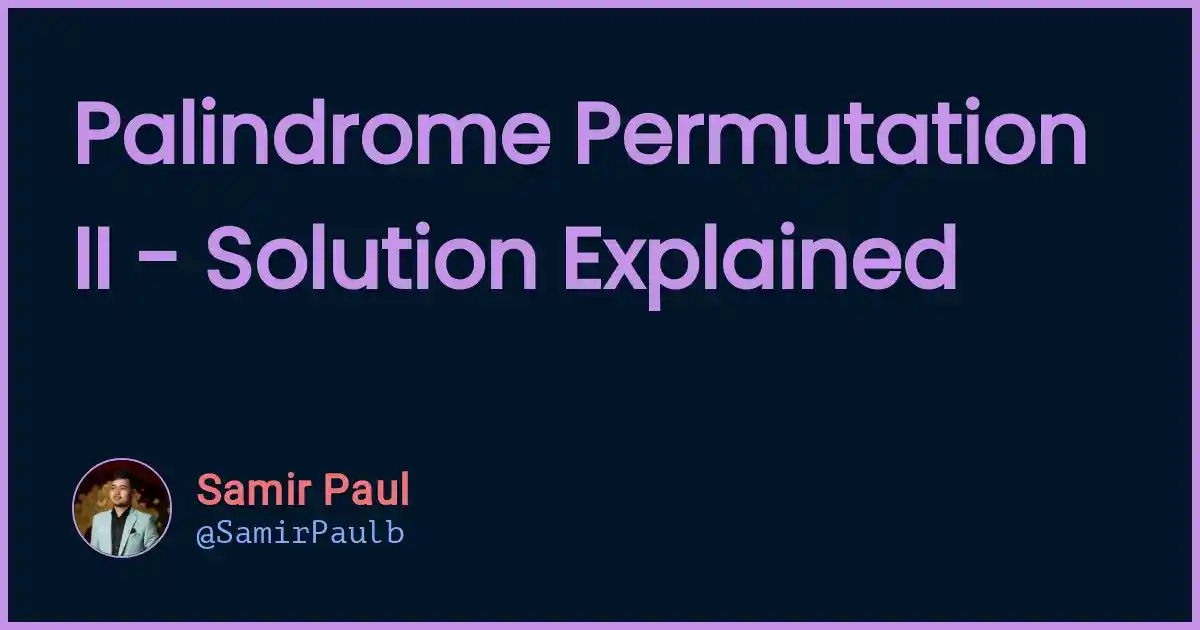 Palindrome Permutation
II - Solution Explained
Samir Paul
@SamirPaulb